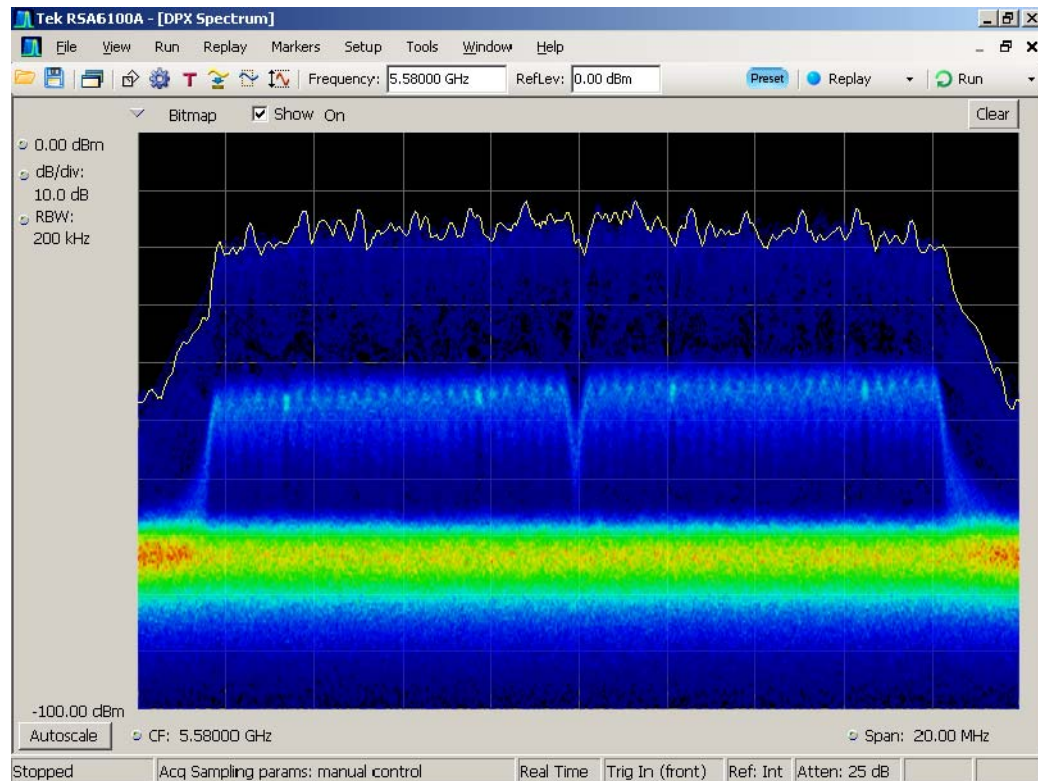 Tek RSA6100A - [DPX Spectrum]
File View Run Replay Markers Setup Tools Window Help
T Frequency: 5.58000 GHz RefLev: 0.00 dBm Preset Replay Run
Bitmap Show On Clear
0.00 dBm
dB/div:
10.0 dB
RBW:
200 kHz
-100.00 dBm
Autoscale CF: 5.58000 GHz Span: 20.00 MHz
Stopped Acq Sampling params: manual control Real Time Trig In (front) Ref: Int Atten: 25 dB